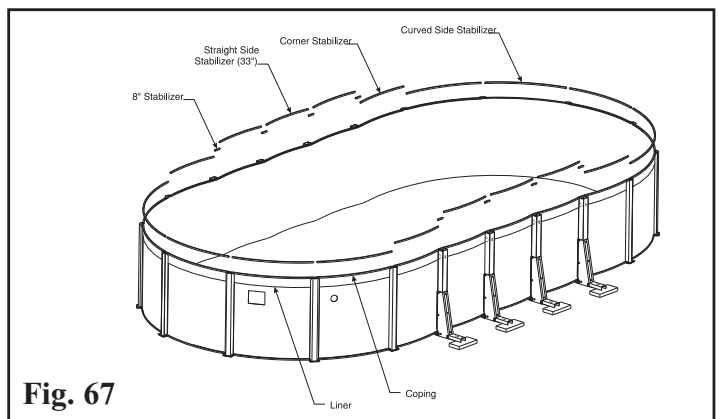 Curved Side Stabilizer
Corner Stabilizer
Straight Side
Stabilizer (33")
8" Stabilizer
Fig. 67
Liner
Coping